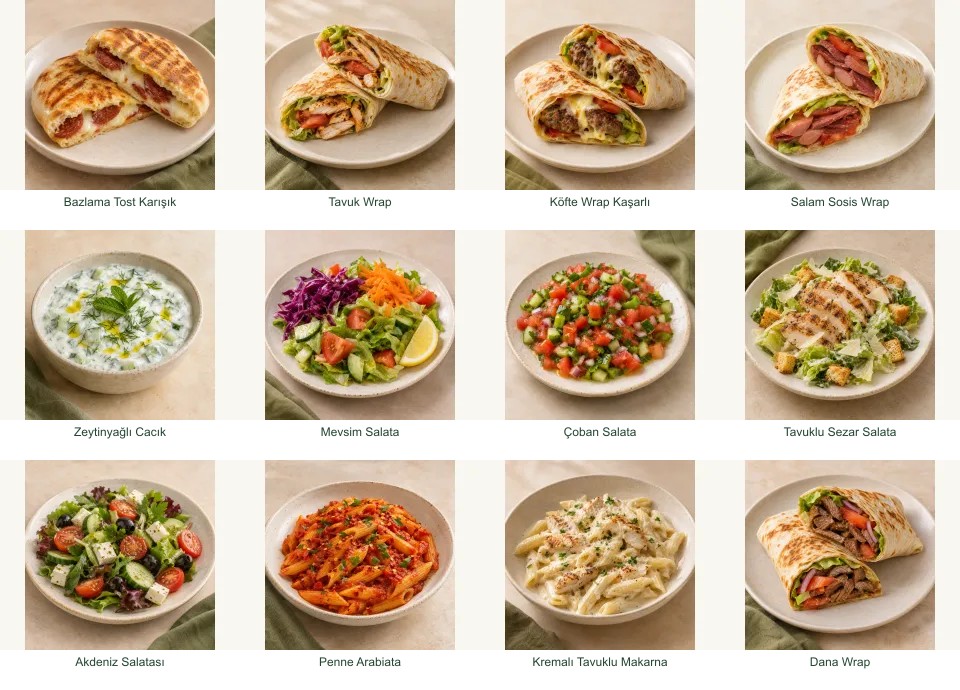 Bazlama Tost Karışık
Tavuk Wrap
Köfte Wrap Kaşarlı
Salam Sosis Wrap
Zeytinyağlı Cacık
Mevsim Salata
Çoban Salata
Tavuklu Sezar Salata
Akdeniz Salatası
Penne Arabiata
Kremalı Tavuklu Makarna
Dana Wrap